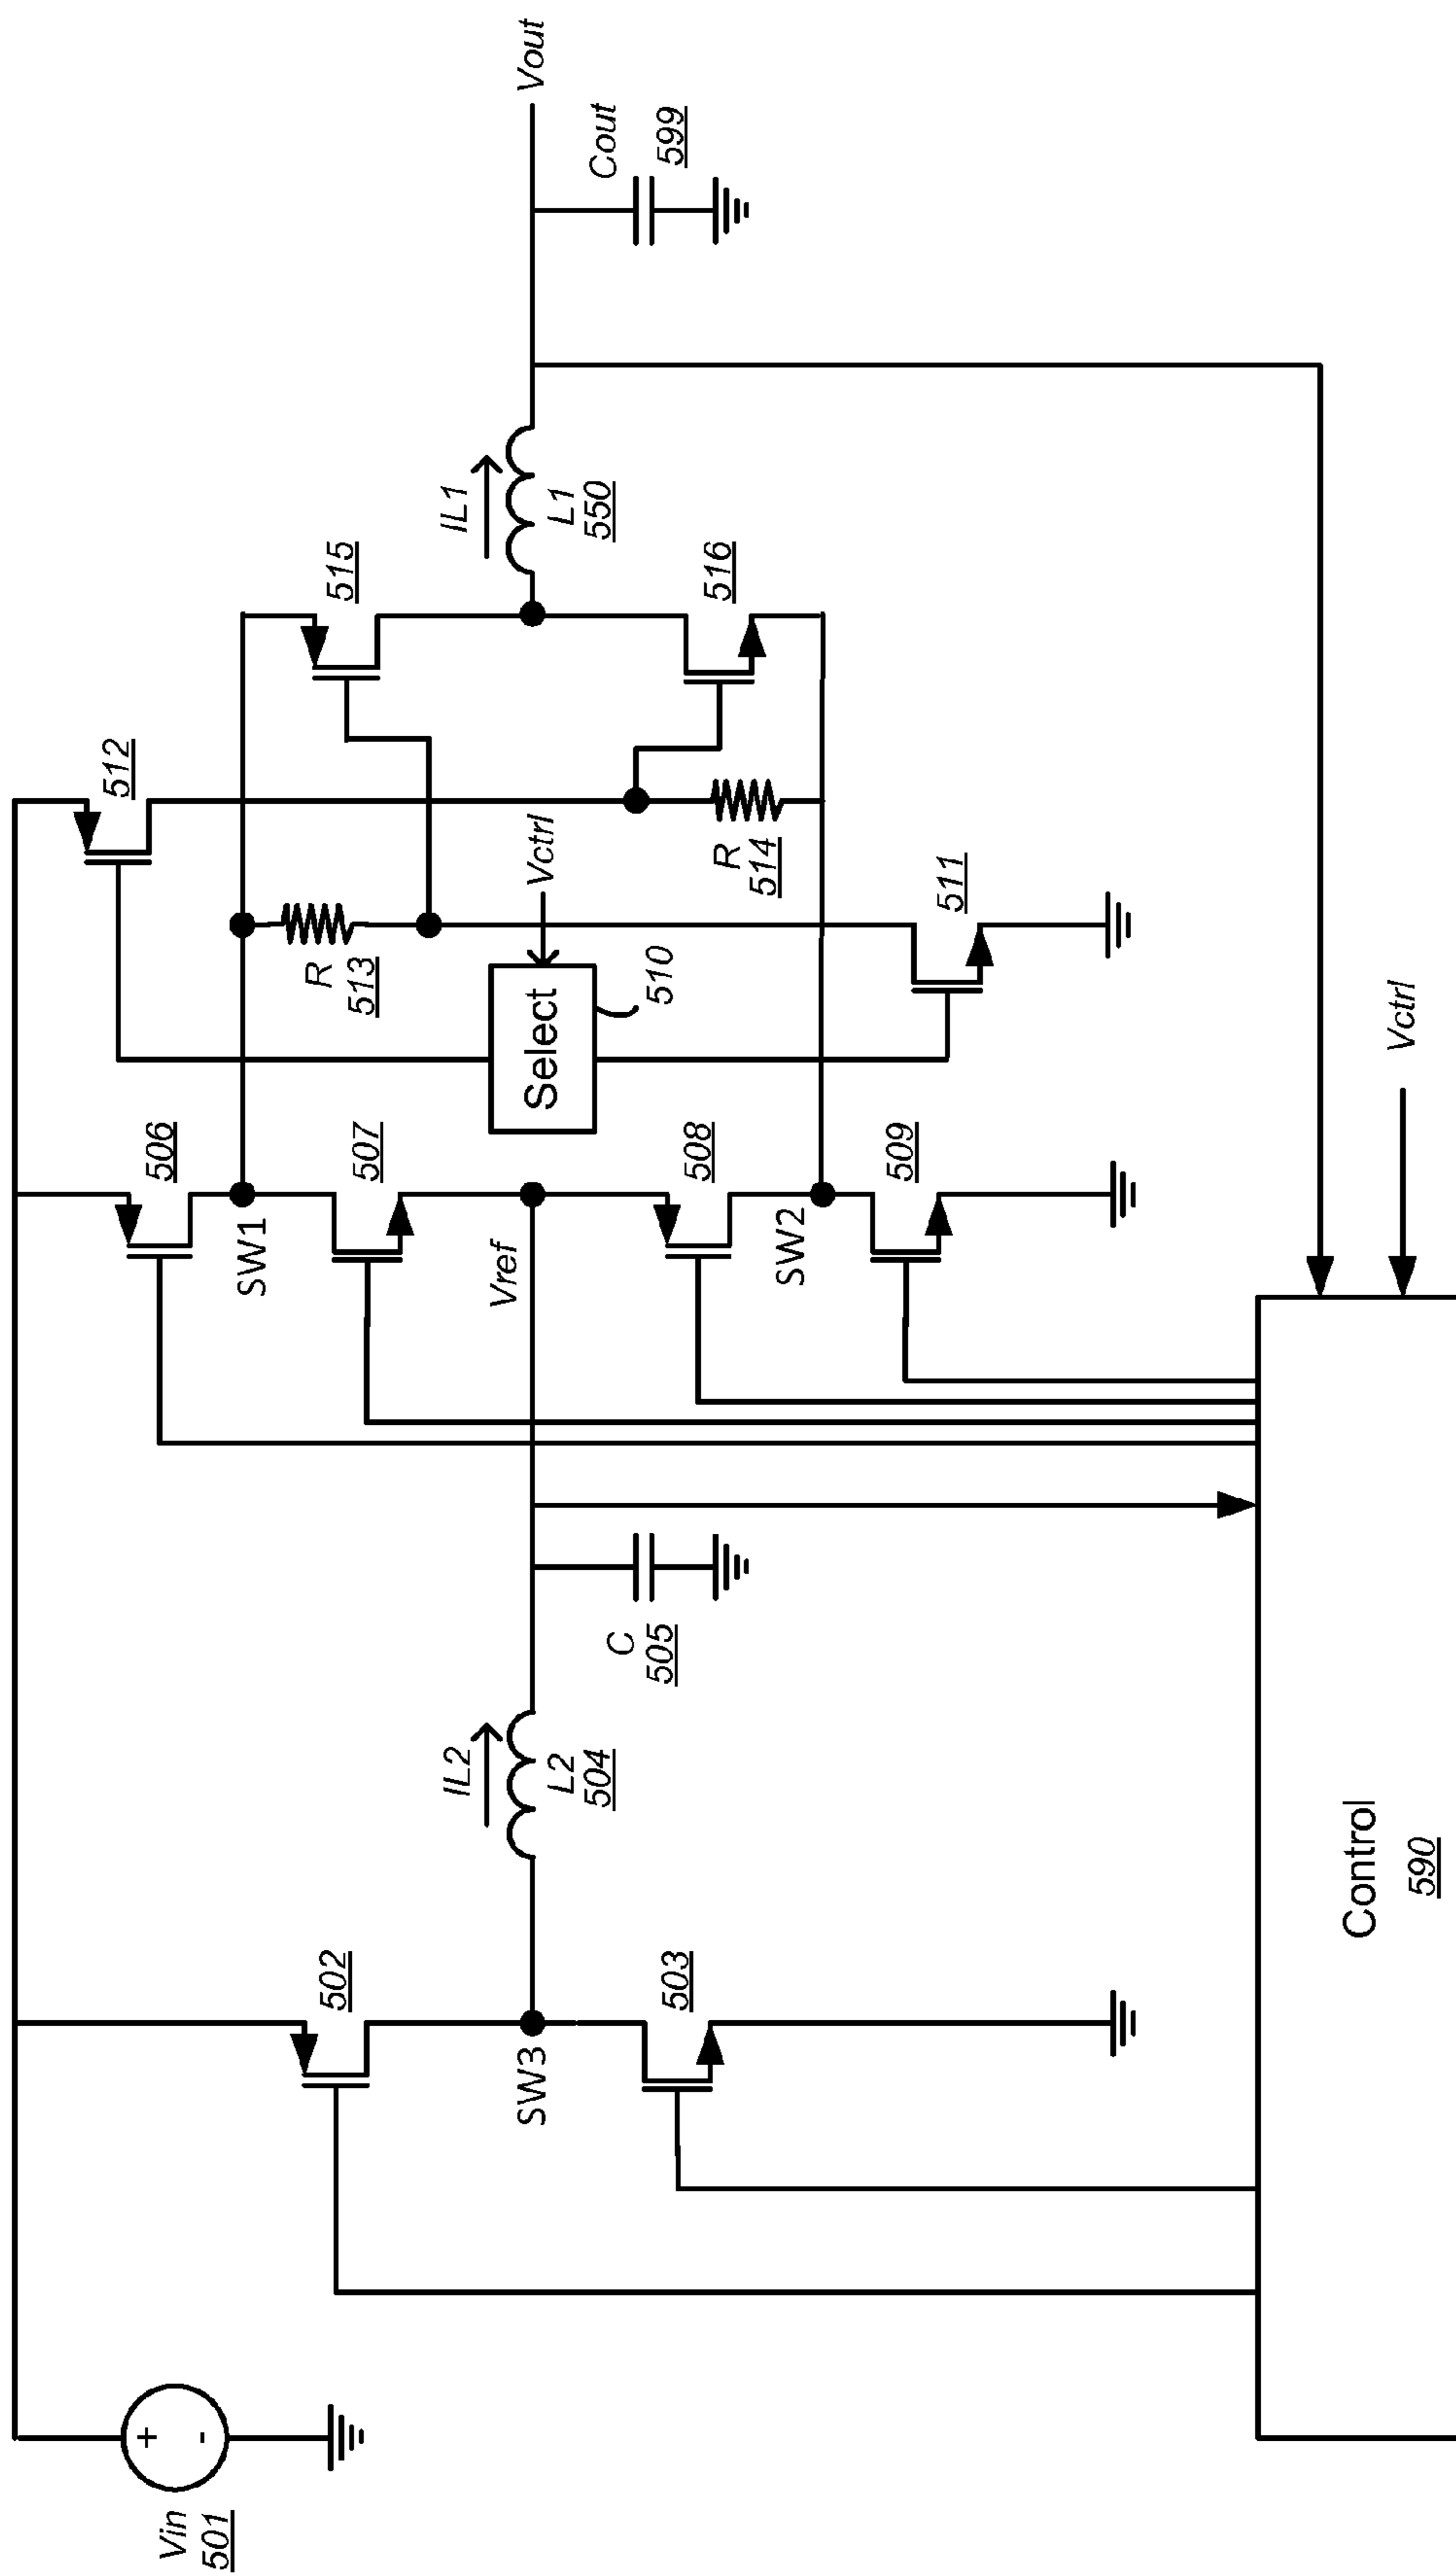 Vin
501
+
-
502
SW3
503
IL2
L2
504
C
505
506
SW1
507
Vref
508
SW2
509
512
R
513
Select
510
Vctrl
R
514
511
515
516
IL1
L1
550
Vout
Cout
599
Vctrl
Control
590